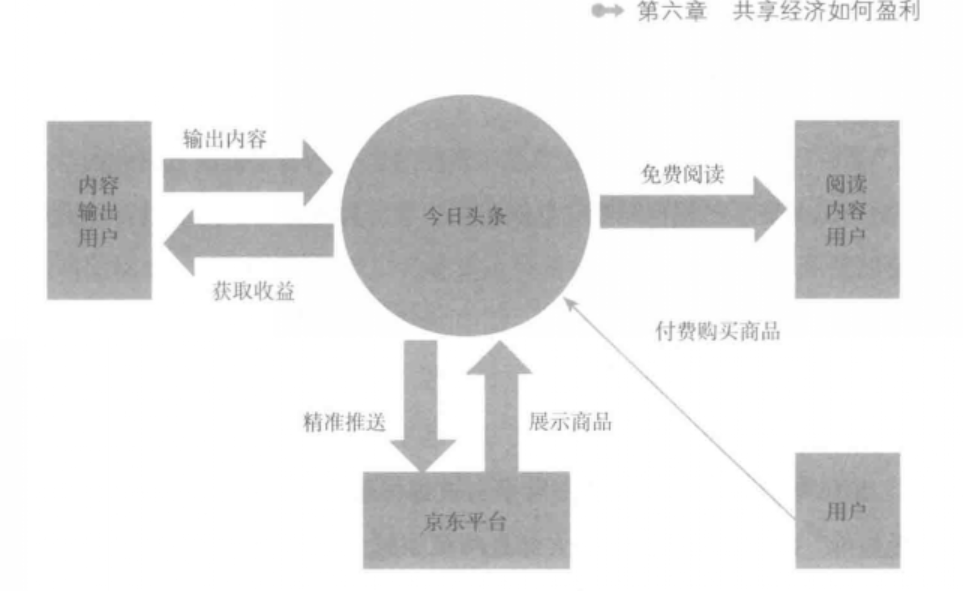 第六章 共享经济如何盈利
输出内容
内容
输出
用户
获取收益
今日头条
免费阅读
阅读
内容
用户
付费购买商品
精准推送
展示商品
京东平台
用户